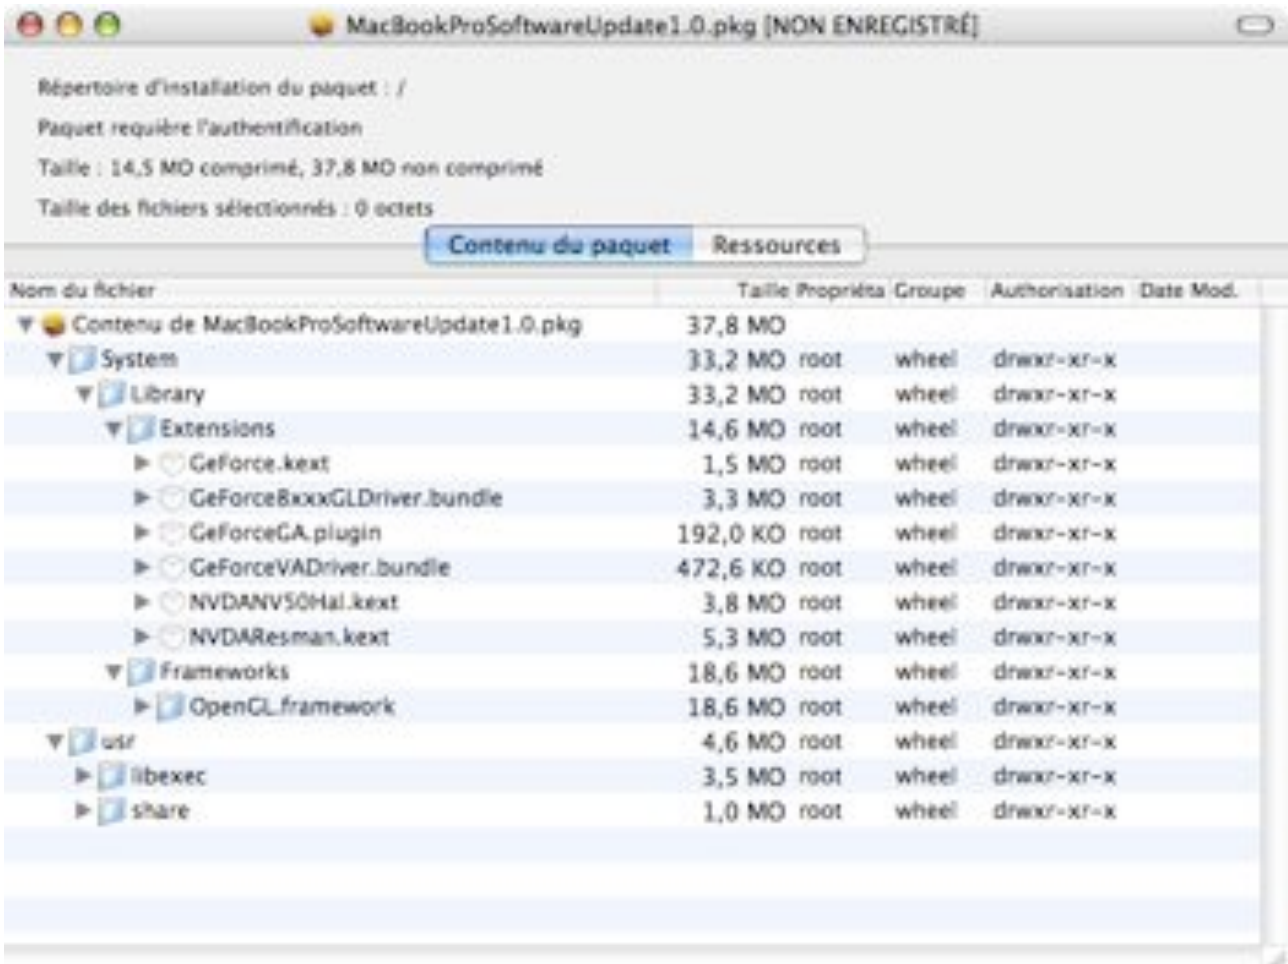 MacBookProSoftwareUpdate1.0.pkg [NON ENREGISTRÉ]
Répertoire d'installation du paquet : /
Paquet requière l'authentification
Taille : 14,5 MO comprimé, 37,8 MO non comprimé
Taille des fichiers sélectionnés : 0 octets
Contenu du paquet Ressources
Nom du fichier Taille Propriéta Groupe Authorisation Date Mod.
Contenu de MacBookProSoftwareUpdate1.0.pkg 37,8 MO
System 33,2 MO root wheel drwxr-xr-x
Library 33,2 MO root wheel drwxr-xr-x
Extensions 14,6 MO root wheel drwxr-xr-x
GeForce.kext 1,5 MO root wheel drwxr-xr-x
GeForce8xxxGLDriver.bundle 3,3 MO root wheel drwxr-xr-x
GeForceGA.plugin 192,0 KO root wheel drwxr-xr-x
GeForceVADriver.bundle 472,6 KO root wheel drwxr-xr-x
NVDANV50Hal.kext 3,8 MO root wheel drwxr-xr-x
NVDAResman.kext 5,3 MO root wheel drwxr-xr-x
Frameworks 18,6 MO root wheel drwxr-xr-x
OpenGL.framework 18,6 MO root wheel drwxr-xr-x
usr 4,6 MO root wheel drwxr-xr-x
libexec 3,5 MO root wheel drwxr-xr-x
share 1,0 MO root wheel drwxr-xr-x